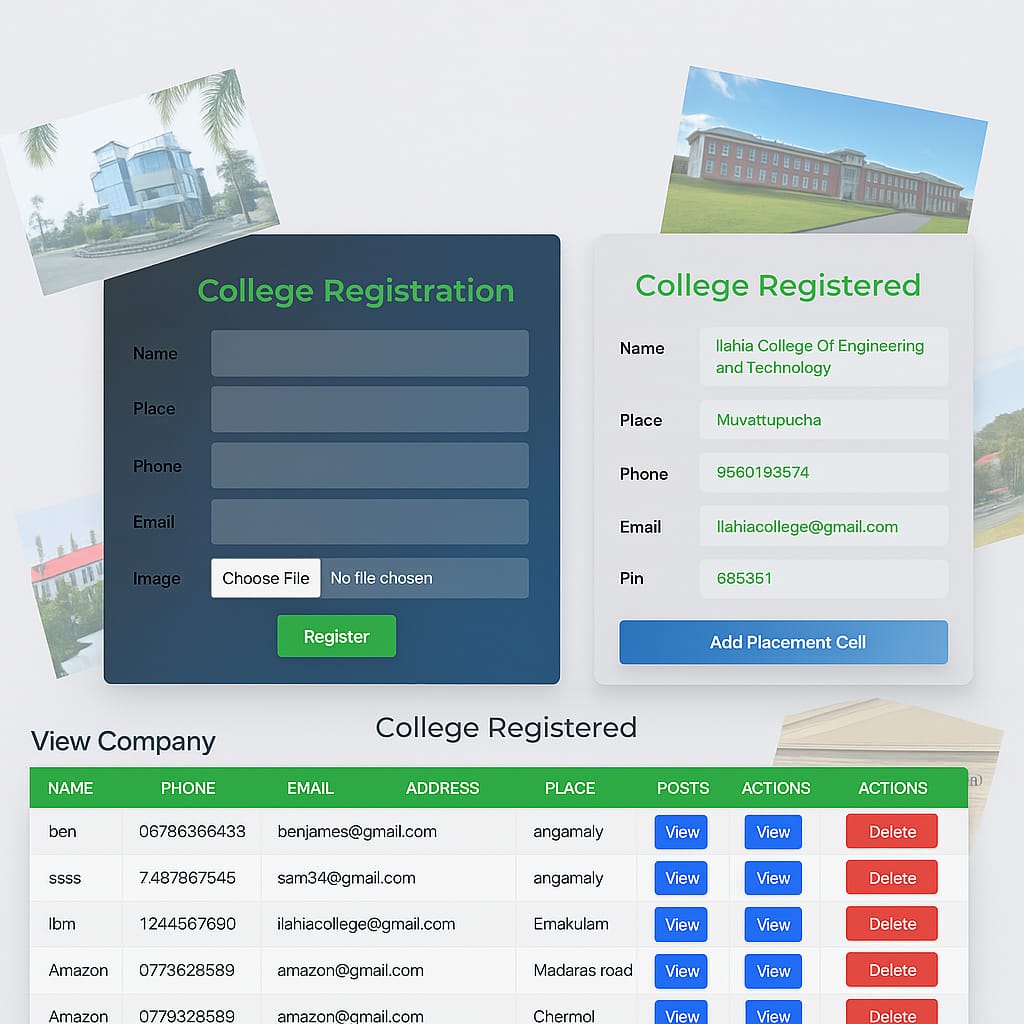 College Registration
Name
Place
Phone
Email
Image Choose File No file chosen
Register
College Registered
Name Ilahia College Of Engineering
and Technology
Place Muvattupucha
Phone 9560193574
Email Ilahiacollege@gmail.com
Pin 685351
Add Placement Cell
View Company
College Registered
NAME PHONE EMAIL ADDRESS PLACE POSTS ACTIONS ACTIONS
ben 06786366433 benjames@gmail.com angamaly View View Delete
ssss 7.487867545 sam34@gmail.com angamaly View View Delete
Ibm 1244567690 ilahiacollege@gmail.com Emakulam View View Delete
Amazon 0773628589 amazon@gmail.com Madaras road View View Delete
Amazon 0779328589 amazon@gmail.com Chermol View View Delete